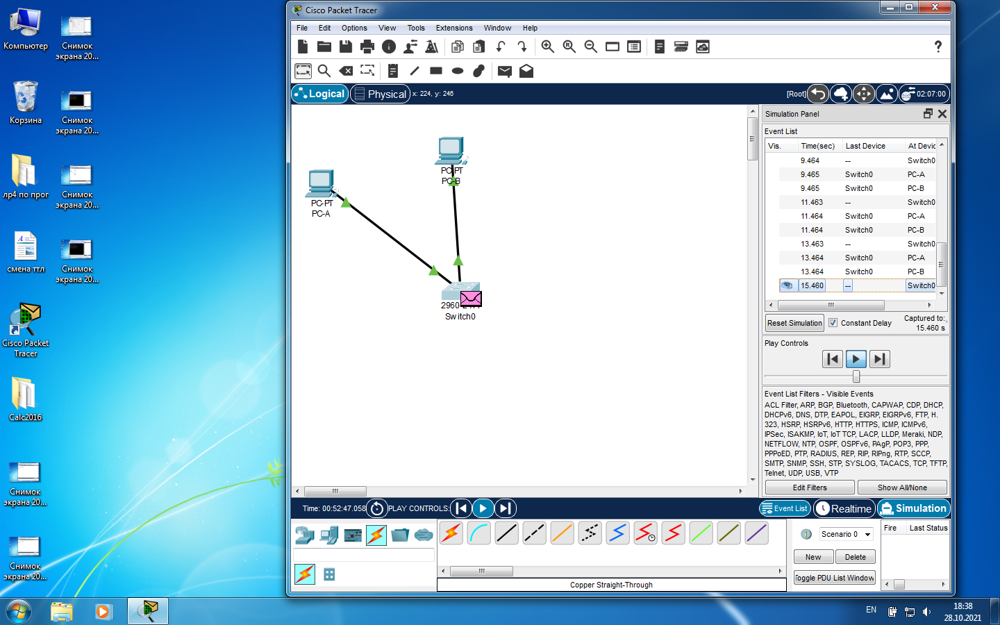 Компьютер
Снимок
экрана 20...
Корзина
Снимок
экрана 20...
лр4 по прог
Снимок
экрана 20...
смена ттл
Снимок
экрана 20...
Cisco Packet
Tracer
Calc2016
Снимок
экрана 20...
Снимок
экрана 20...
Cisco Packet Tracer
File Edit Options View Tools Extensions Window Help
Logical Physical x: 224, y: 246 [Root] 02:07:00
PC-PT
PC-B
PC-PT
PC-A
Switch0
Simulation Panel
Event List
Vis. Time(sec) Last Device At Devic
9.464 -- Switch0
9.465 Switch0 PC-A
9.465 Switch0 PC-B
11.463 -- Switch0
11.464 Switch0 PC-A
11.464 Switch0 PC-B
13.463 -- Switch0
13.464 Switch0 PC-A
13.464 Switch0 PC-B
15.460 -- Switch0
Reset Simulation Constant Delay Captured to:
15.460 s
Play Controls
Event List Filters - Visible Events
ACL Filter, ARP, BGP, Bluetooth, CAPWAP, CDP, DHCP,
DHCPv6, DNS, DTP, EAPOL, EIGRP, EIGRPv6, FTP, H.
323, HSRP, HSRPv6, HTTP, HTTPS, ICMP, ICMPv6,
IPSec, ISAKMP, IoT, IoT TCP, LACP, LLDP, Meraki, NDP,
NETFLOW, NTP, OSPF, OSPFv6, PAgP, POP3, PPP,
PPPoED, PTP, RADIUS, REP, RIP, RIPng, RTP, SCCP,
SMTP, SNMP, SSH, STP, SYSLOG, TACACS, TCP, TFTP,
Telnet, UDP, USB, VTP
Edit Filters Show All/None
Time: 00:52:47.058 PLAY CONTROLS: Event List Realtime Simulation
Scenario 0
New Delete
Toggle PDU List Window
Fire Last Status
Copper Straight-Through
EN
18:38
28.10.2021